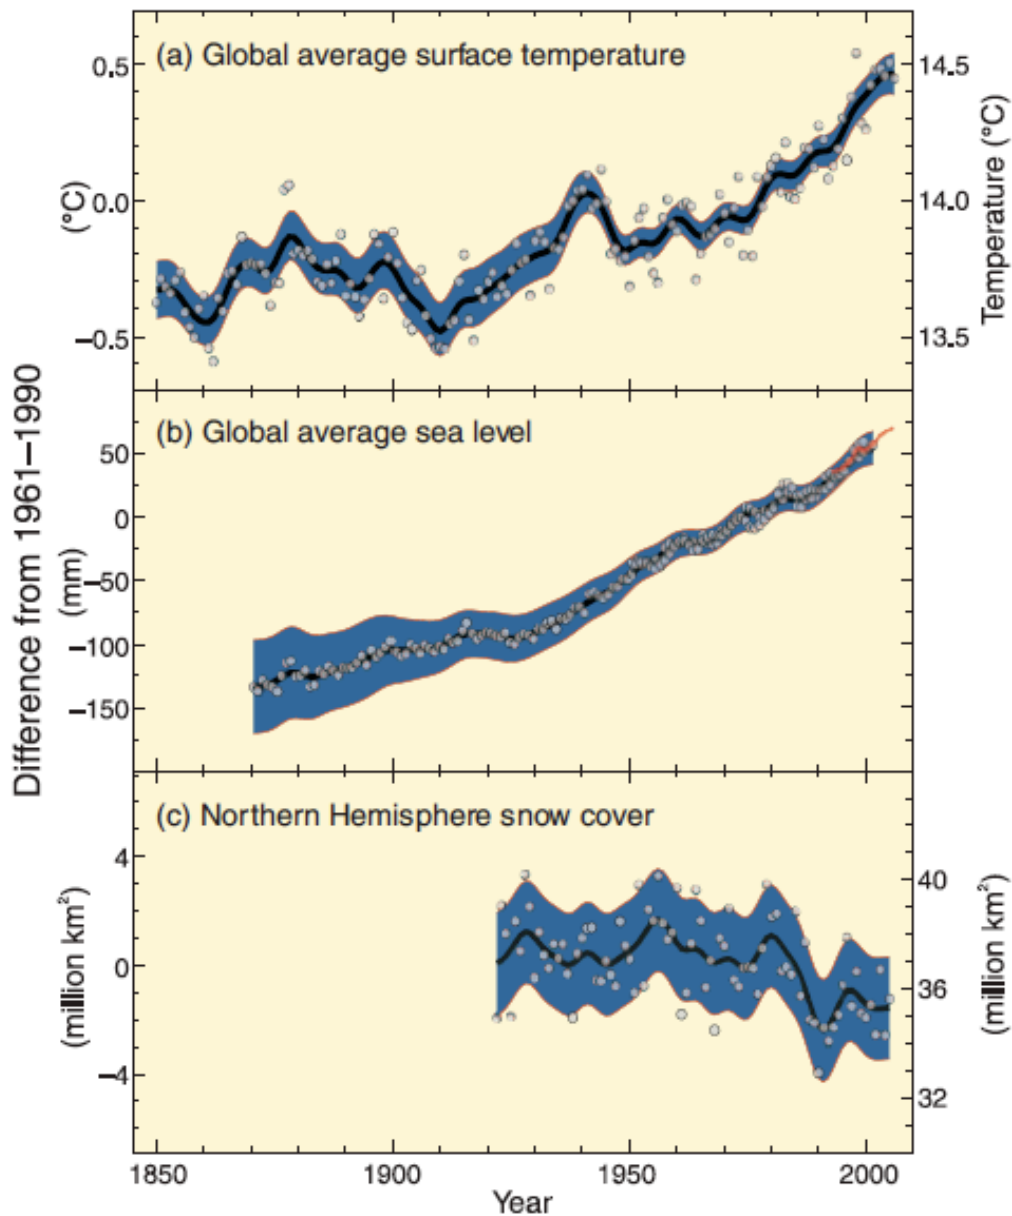 (a) Global average surface temperature
0.5
0.0
−0.5
(°C)
14.5
14.0
13.5
Temperature (°C)
Difference from 1961–1990
(b) Global average sea level
50
0
−50
−100
−150
(mm)
(c) Northern Hemisphere snow cover
4
0
−4
(million km²)
40
36
32
(million km²)
1850
1900
1950
2000
Year